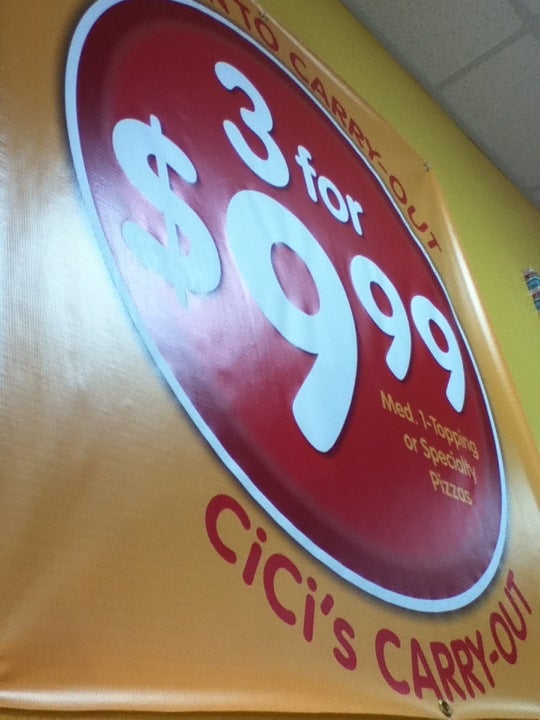 TO CARRY-OUT
3 for
$999
Med. 1-Topping
or Specialty
Pizzas
CiCi's CARRY-OUT